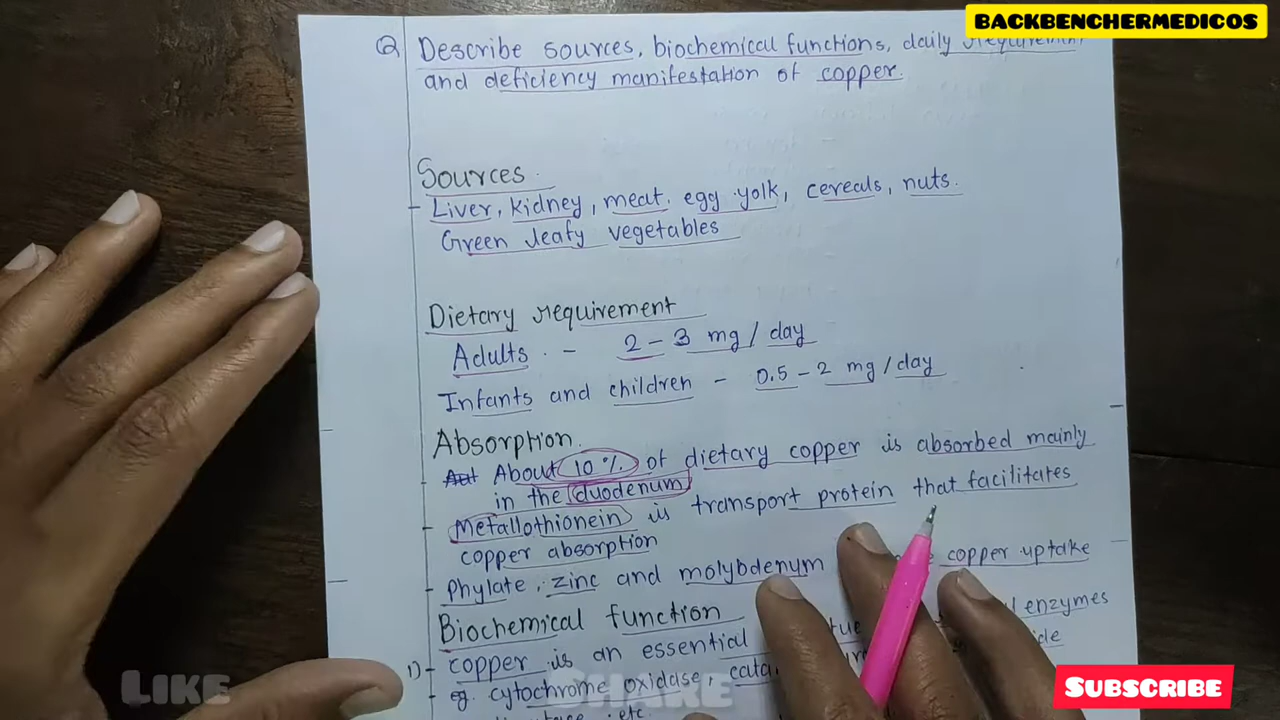 BACKBENCHERMEDICOS
Q Describe sources, biochemical functions, daily
and deficiency manifestation of copper.
Sources
- Liver, kidney, meat. egg yolk, cereals, nuts.
Green leafy vegetables
Dietary requirement
Adults - 2 - 3 mg / day
Infants and children - 0.5 - 2 mg / day
Absorption
- About 10 % of dietary copper is absorbed mainly
in the duodenum
- Metallothionein is transport protein that facilitates
copper absorption
- Phylate, zinc and molybdenum copper uptake
Biochemical function
1) - copper is an essential enzymes
- eg. cytochrome oxidase,
etc.
LIKE
SHARE
SUBSCRIBE